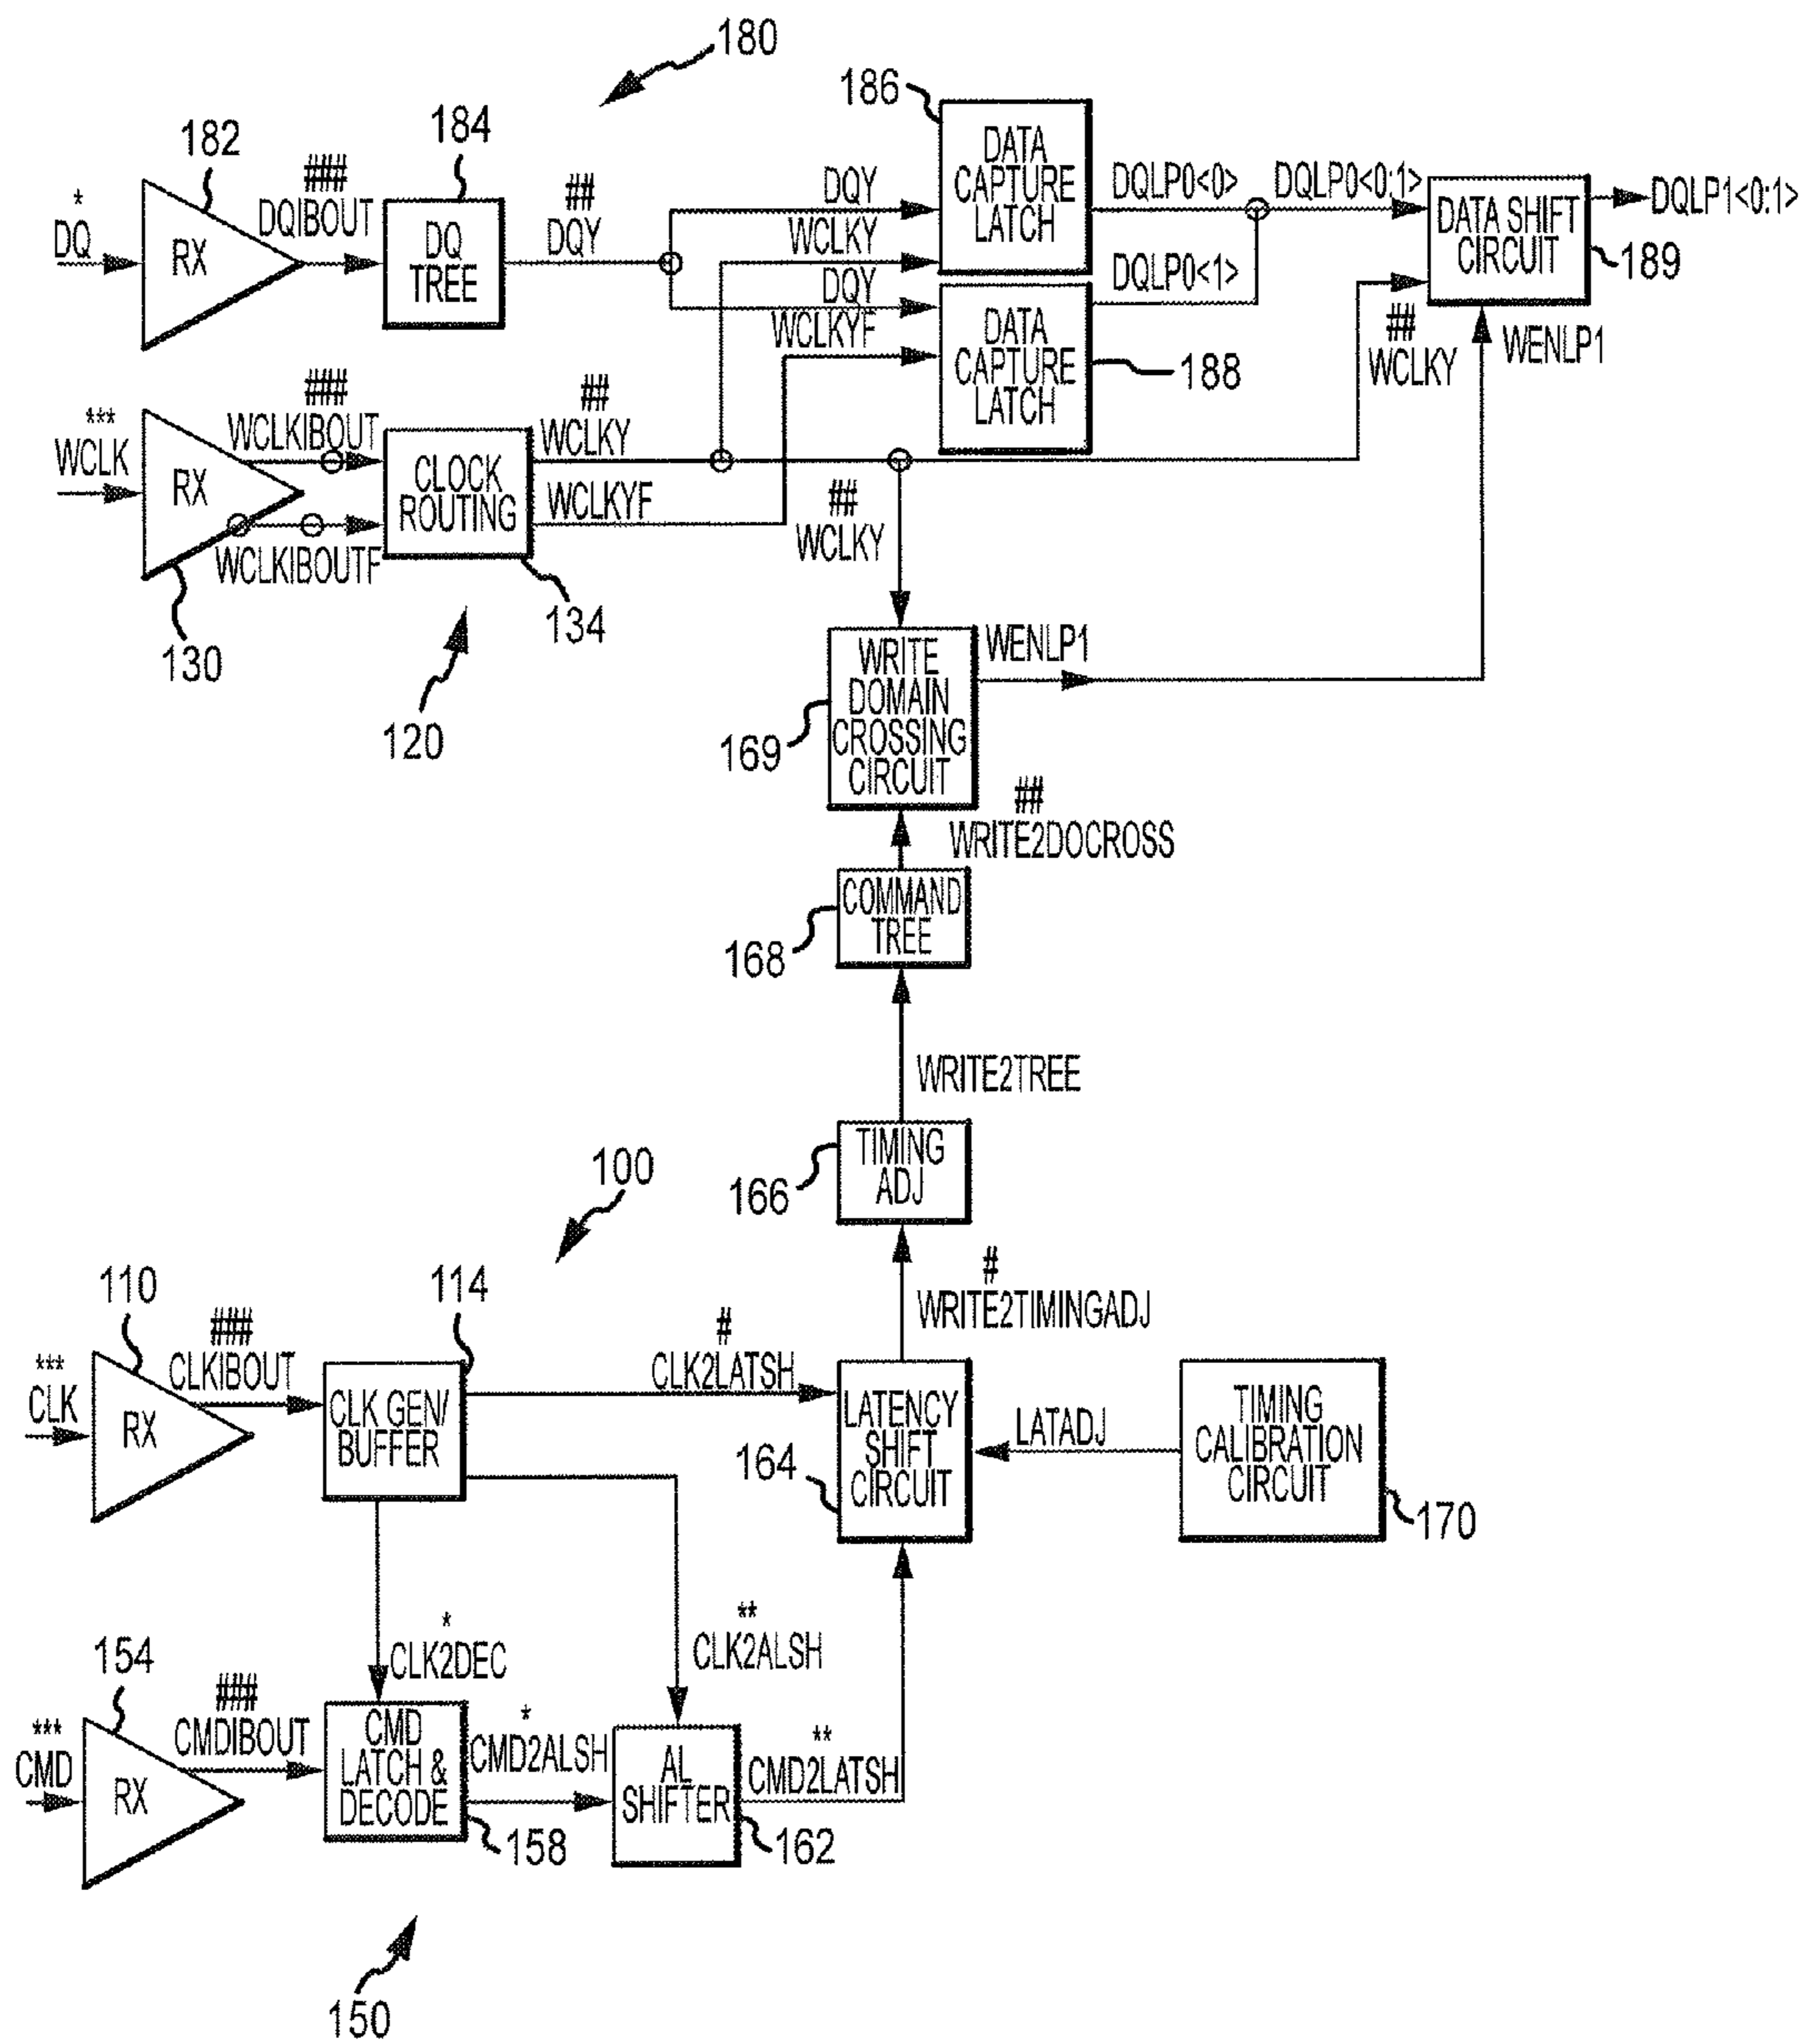 180
182
*
DQ
RX
###
DQIBOUT
184
DQ
TREE
##
DQY
DQY
WCLKY
DQY
WCLKYF
186
DATA
CAPTURE
LATCH
DATA
CAPTURE
LATCH
188
DQLP0<0>
DQLP0<1>
DQLP0<0:1>
DATA SHIFT
CIRCUIT
189
DQLP1<0:1>
##
WCLKY
WENLP1
***
WCLK
RX
130
###
WCLKIBOUT
WCLKIBOUTF
CLOCK
ROUTING
134
120
##
WCLKY
WCLKYF
##
WCLKY
WRITE
DOMAIN
CROSSING
CIRCUIT
169
WENLP1
##
WRITE2DOCROSS
COMMAND
TREE
168
WRITE2TREE
TIMING
ADJ
166
#
WRITE2TIMINGADJ
100
110
***
CLK
RX
###
CLKIBOUT
114
CLK GEN/
BUFFER
#
CLK2LATSH
LATENCY
SHIFT
CIRCUIT
164
LATADJ
TIMING
CALIBRATION
CIRCUIT
170
*
CLK2DEC
**
CLK2ALSH
154
***
CMD
RX
###
CMDIBOUT
CMD
LATCH &
DECODE
158
*
CMD2ALSH
AL
SHIFTER
162
**
CMD2LATSH
150